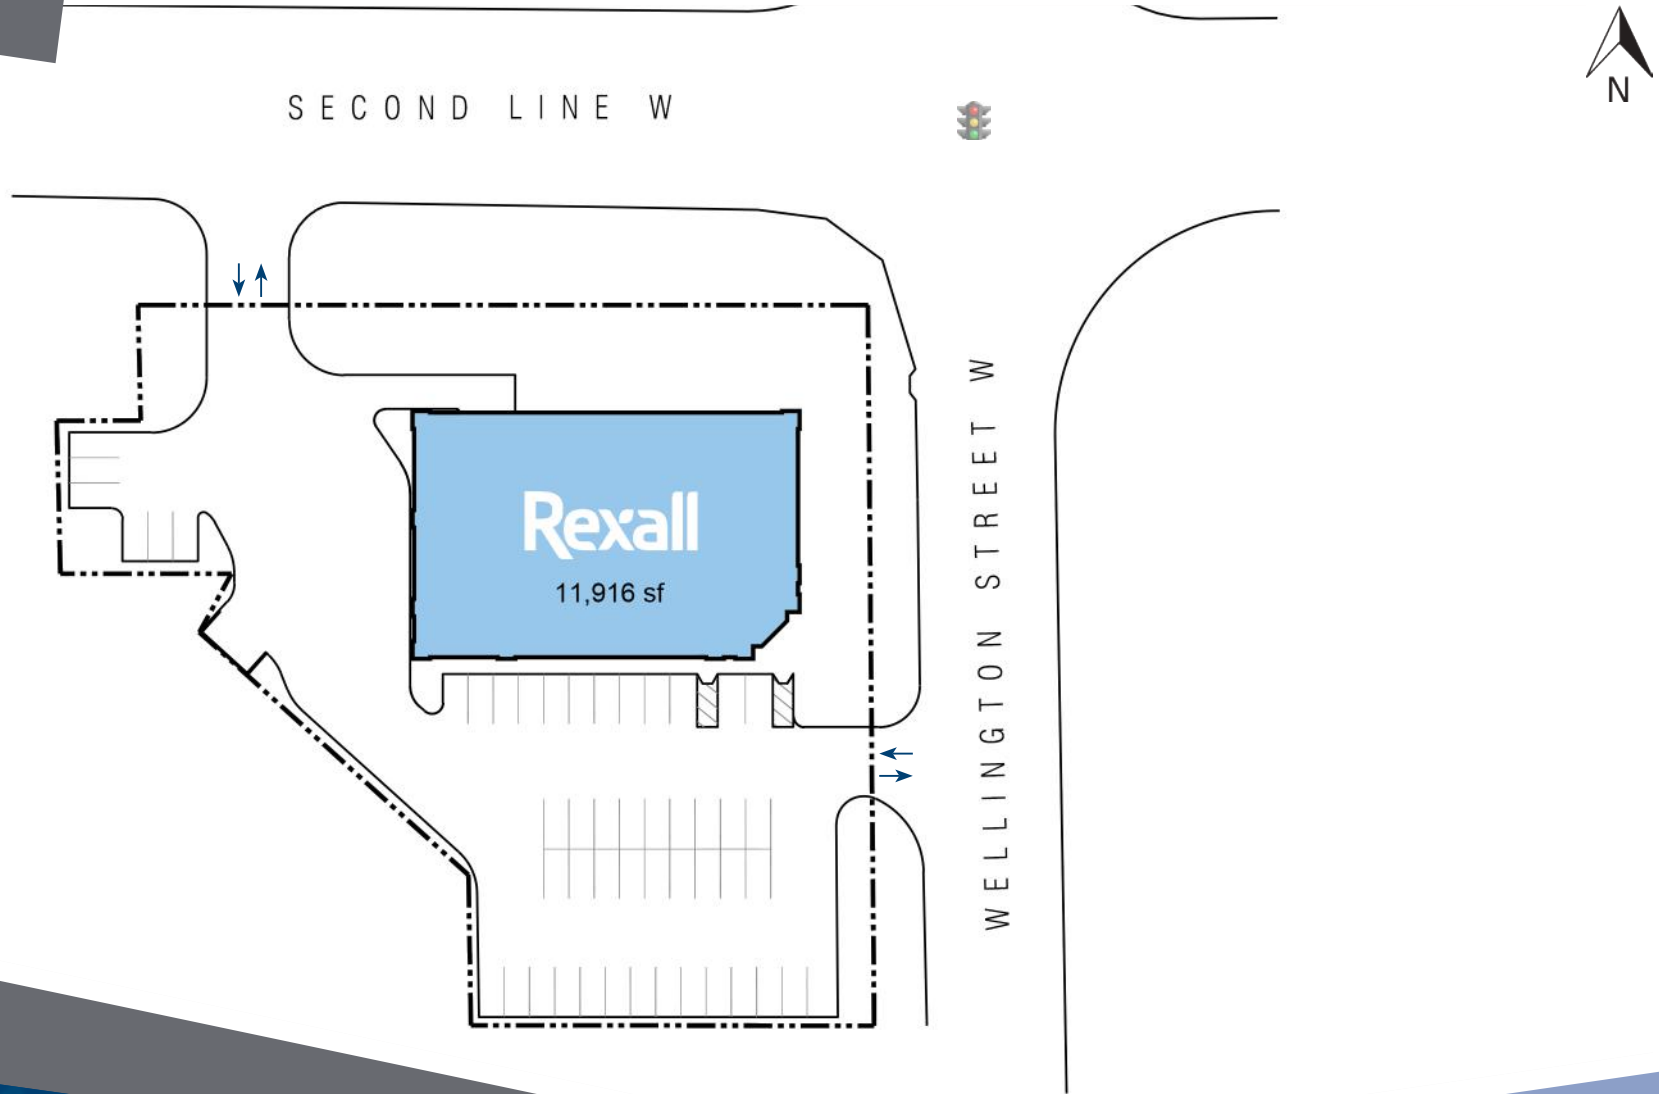 N
SECOND LINE W
WELLINGTON STREET W
Rexall
11,916 sf